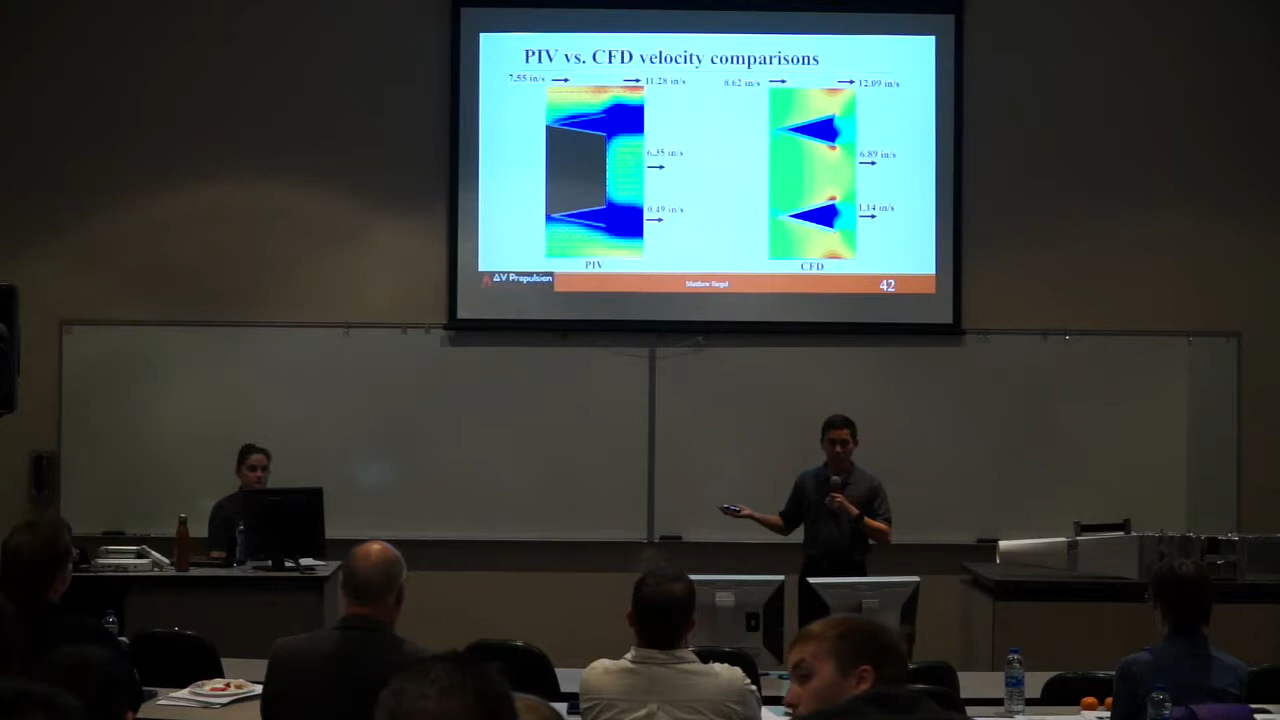 PIV vs. CFD velocity comparisons
7.55 in/s
11.28 in/s
8.62 in/s
12.09 in/s
6.35 in/s
6.89 in/s
0.49 in/s
1.14 in/s
PIV
CFD
ΔV Propulsion
Matthew Siegel
42